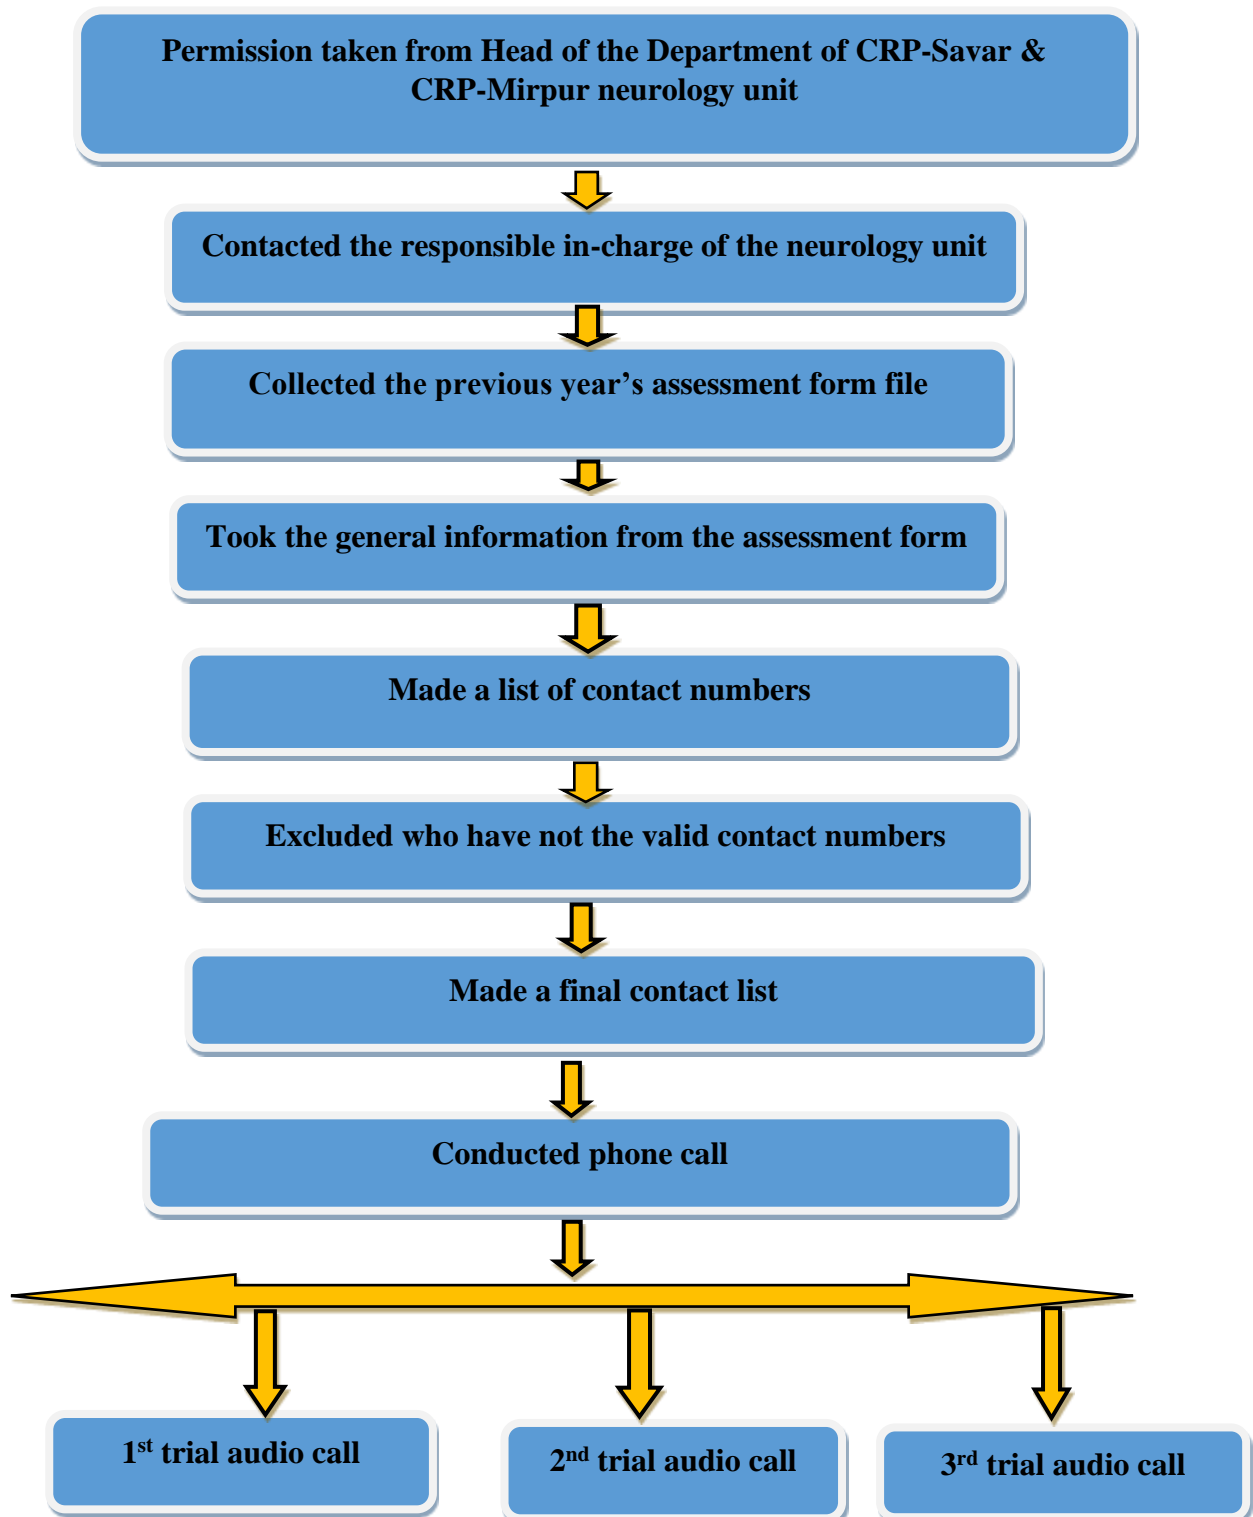 Permission taken from Head of the Department of CRP-Savar &
CRP-Mirpur neurology unit
Contacted the responsible in-charge of the neurology unit
Collected the previous year’s assessment form file
Took the general information from the assessment form
Made a list of contact numbers
Excluded who have not the valid contact numbers
Made a final contact list
Conducted phone call
1st trial audio call
2nd trial audio call
3rd trial audio call